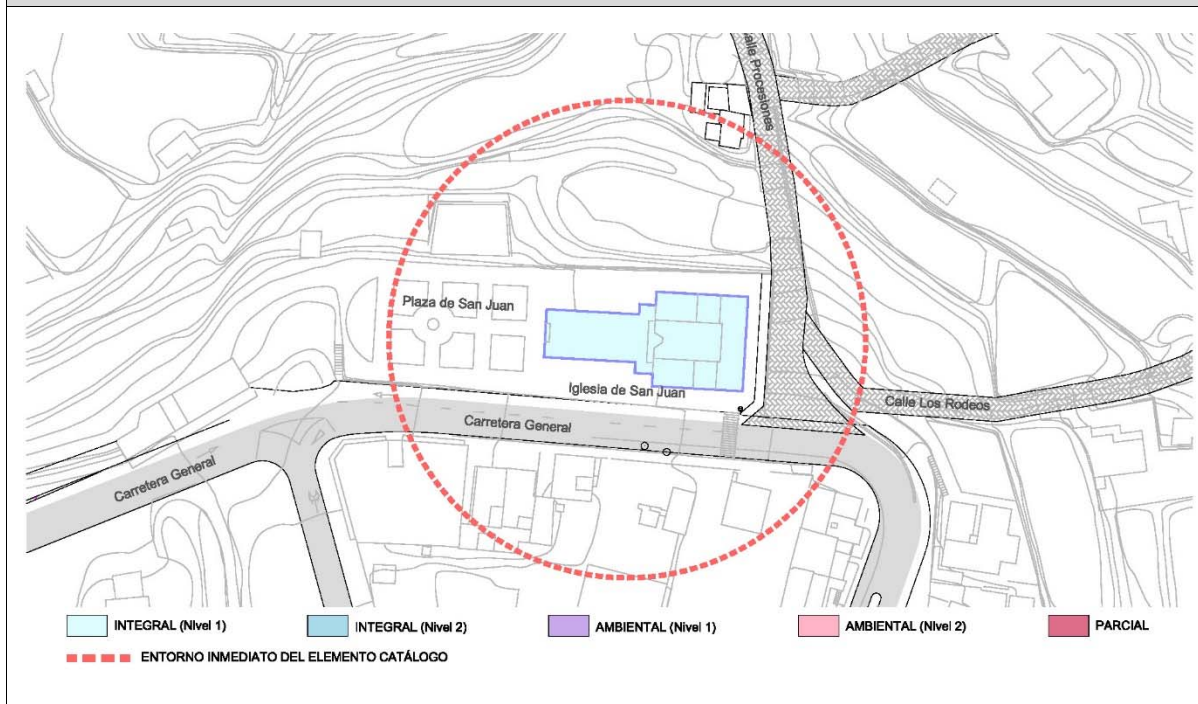 Calle Procesiones
Plaza de San Juan
Iglesia de San Juan
Calle Los Rodeos
Carretera General
Carretera General
INTEGRAL (Nivel 1)
INTEGRAL (Nivel 2)
AMBIENTAL (Nivel 1)
AMBIENTAL (Nivel 2)
PARCIAL
ENTORNO INMEDIATO DEL ELEMENTO CATÁLOGO